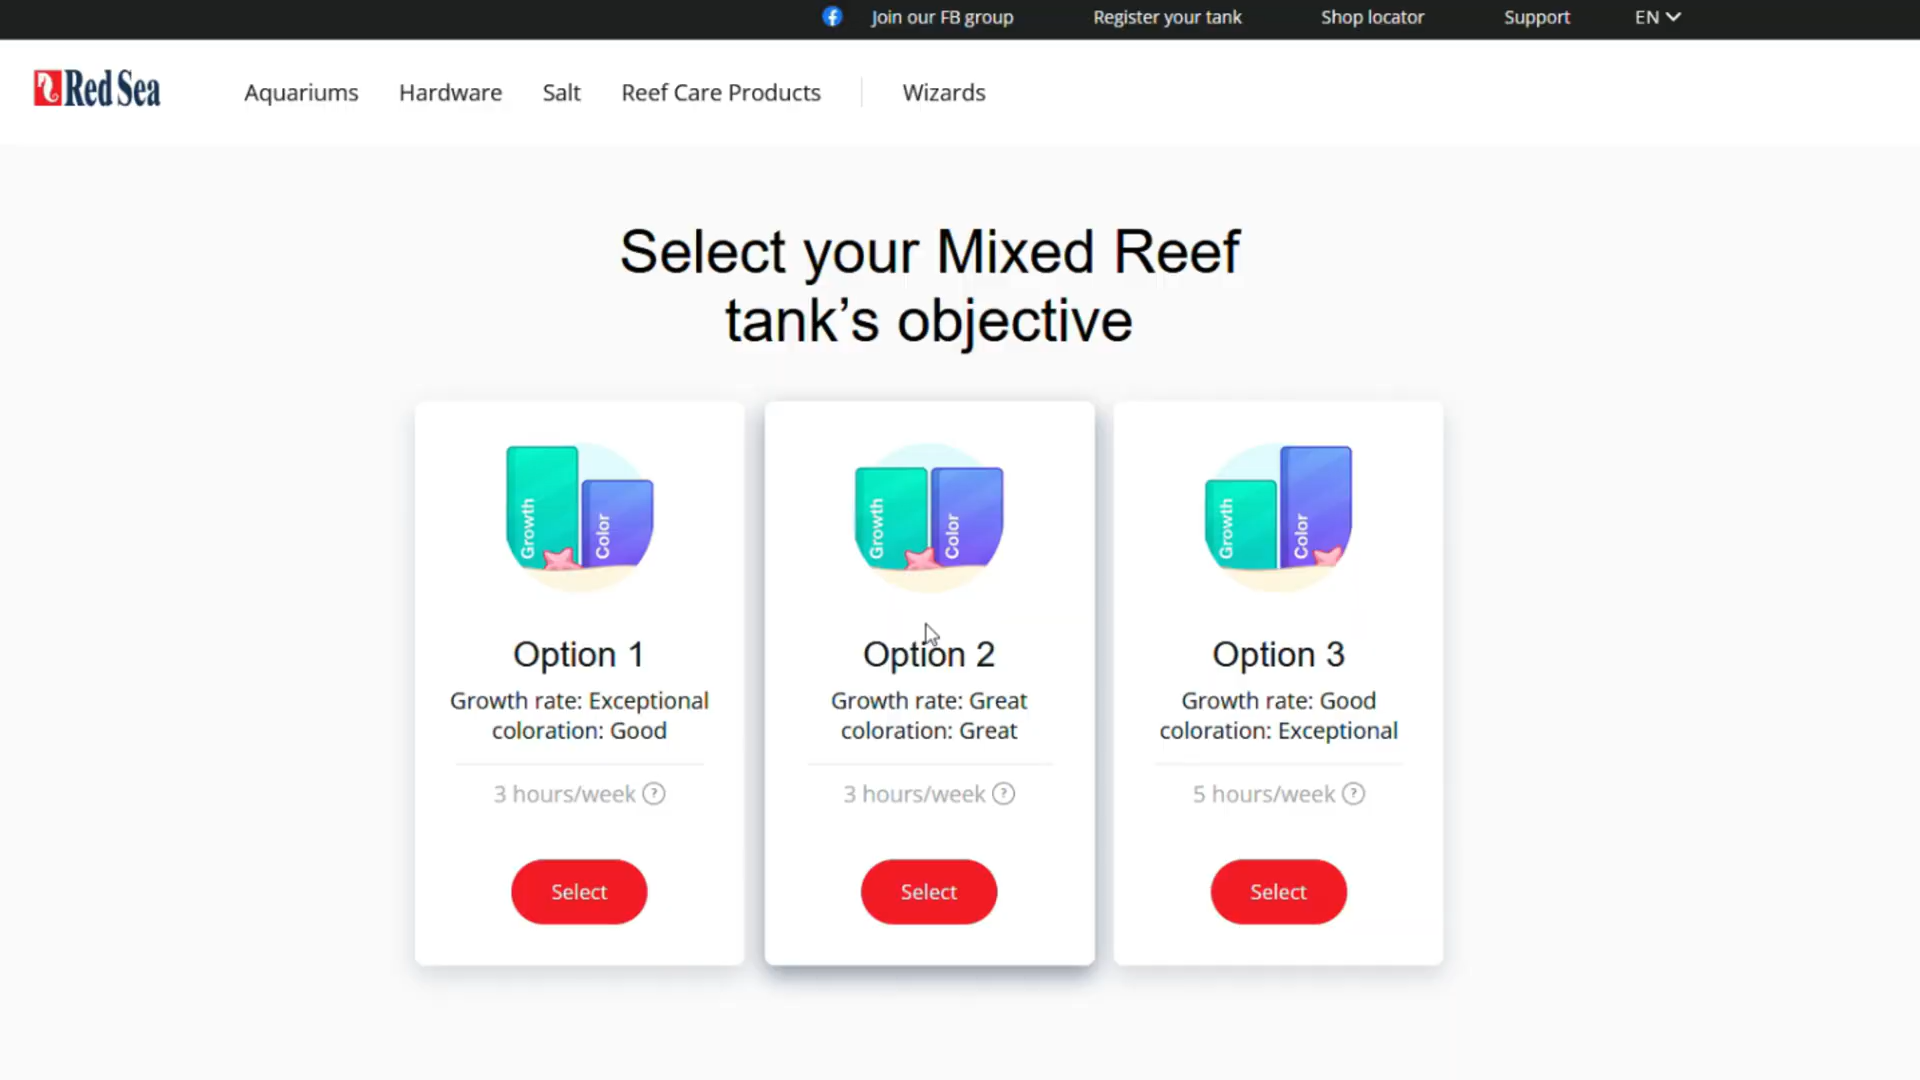 Join our FB group
Register your tank
Shop locator
Support
EN
Red Sea
Aquariums
Hardware
Salt
Reef Care Products
Wizards
Select your Mixed Reef
tank’s objective
Growth
Color
Option 1
Growth rate: Exceptional
coloration: Good
3 hours/week ?
Select
Growth
Color
Option 2
Growth rate: Great
coloration: Great
3 hours/week ?
Select
Growth
Color
Option 3
Growth rate: Good
coloration: Exceptional
5 hours/week ?
Select